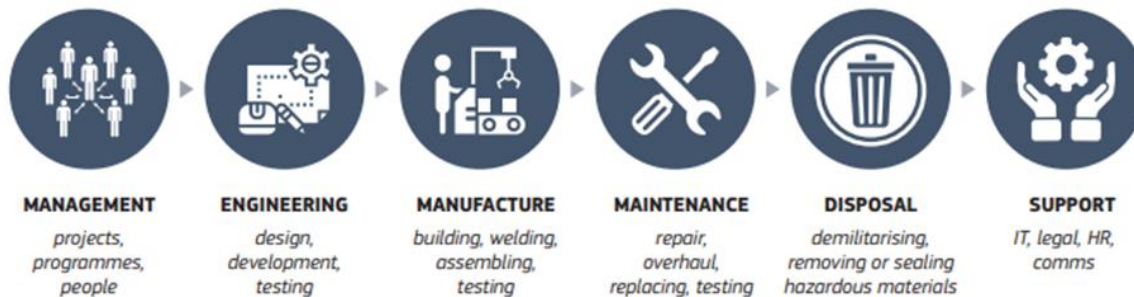 MANAGEMENT
projects,
programmes,
people
ENGINEERING
design,
development,
testing
MANUFACTURE
building, welding,
assembling,
testing
MAINTENANCE
repair,
overhaul,
replacing, testing
DISPOSAL
demilitarising,
removing or sealing
hazardous materials
SUPPORT
IT, legal, HR,
comms